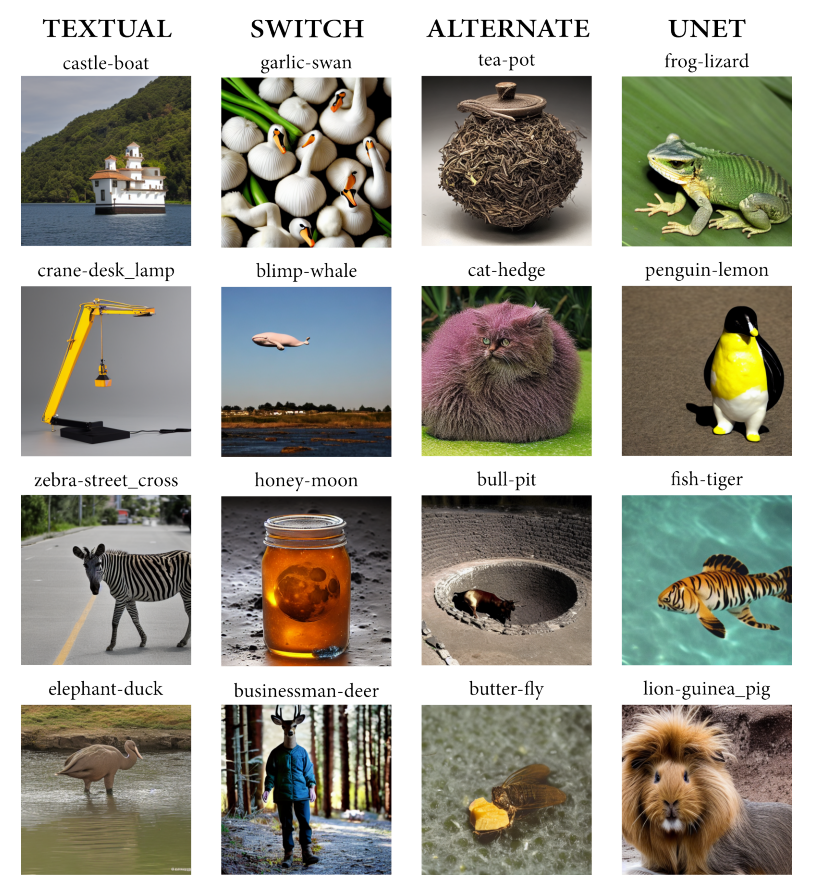 TEXTUAL SWITCH ALTERNATE UNET
castle-boat garlic-swan tea-pot frog-lizard
crane-desk_lamp blimp-whale cat-hedge penguin-lemon
zebra-street_cross honey-moon bull-pit fish-tiger
elephant-duck businessman-deer butter-fly lion-guinea_pig